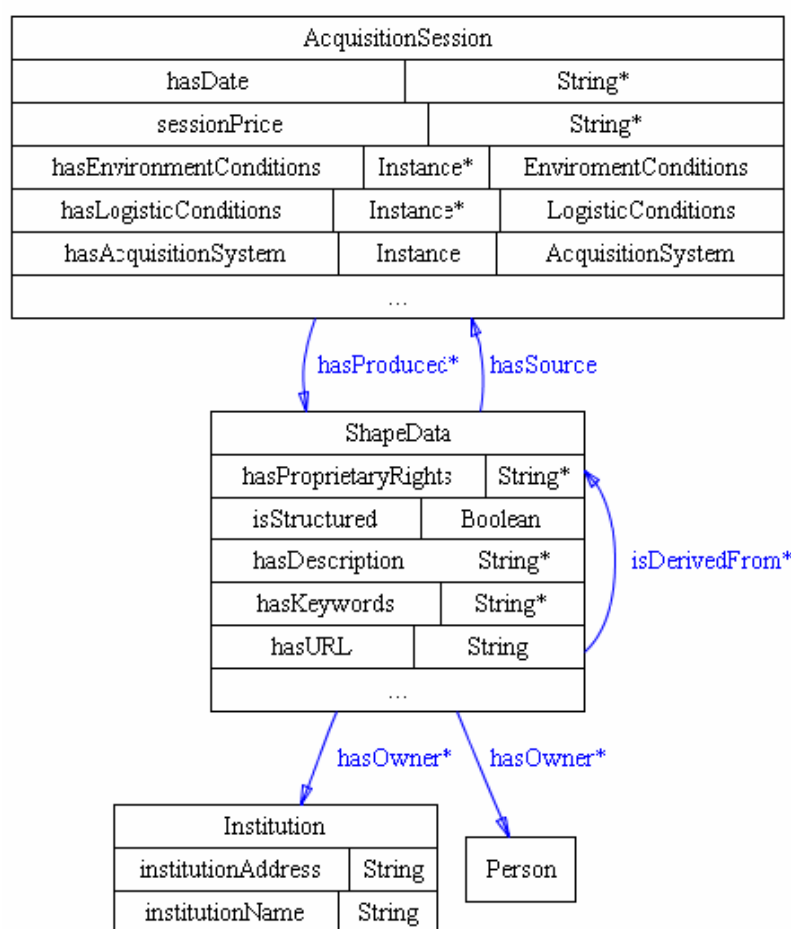 AcquisitionSession
hasDate String*
sessionPrice String*
hasEnvironmentConditions Instance* EnviromentConditions
hasLogisticConditions Instance* LogisticConditions
hasAcquisitionSystem Instance AcquisitionSystem
...
hasProduced* hasSource
ShapeData
hasProprietaryRights String*
isStructured Boolean
hasDescription String* isDerivedFrom*
hasKeywords String*
hasURL String
...
hasOwner* hasOwner*
Institution
institutionAddress String Person
institutionName String